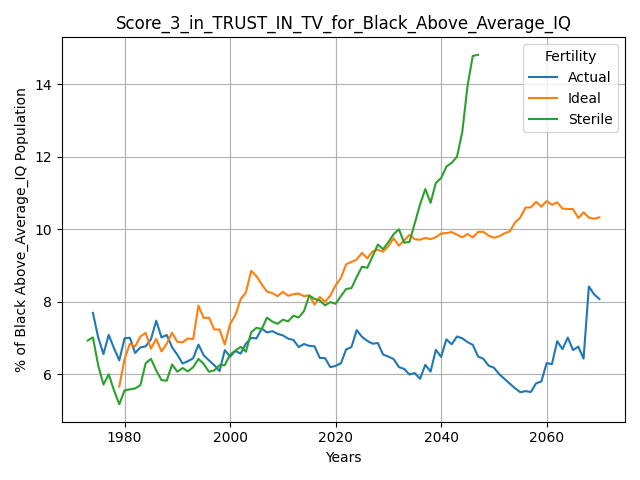 Score_3_in_TRUST_IN_TV_for_Black_Above_Average_IQ
% of Black Above_Average_IQ Population
14
12
10
8
6
Fertility
Actual
Ideal
Sterile
1980 2000 2020 2040 2060
Years